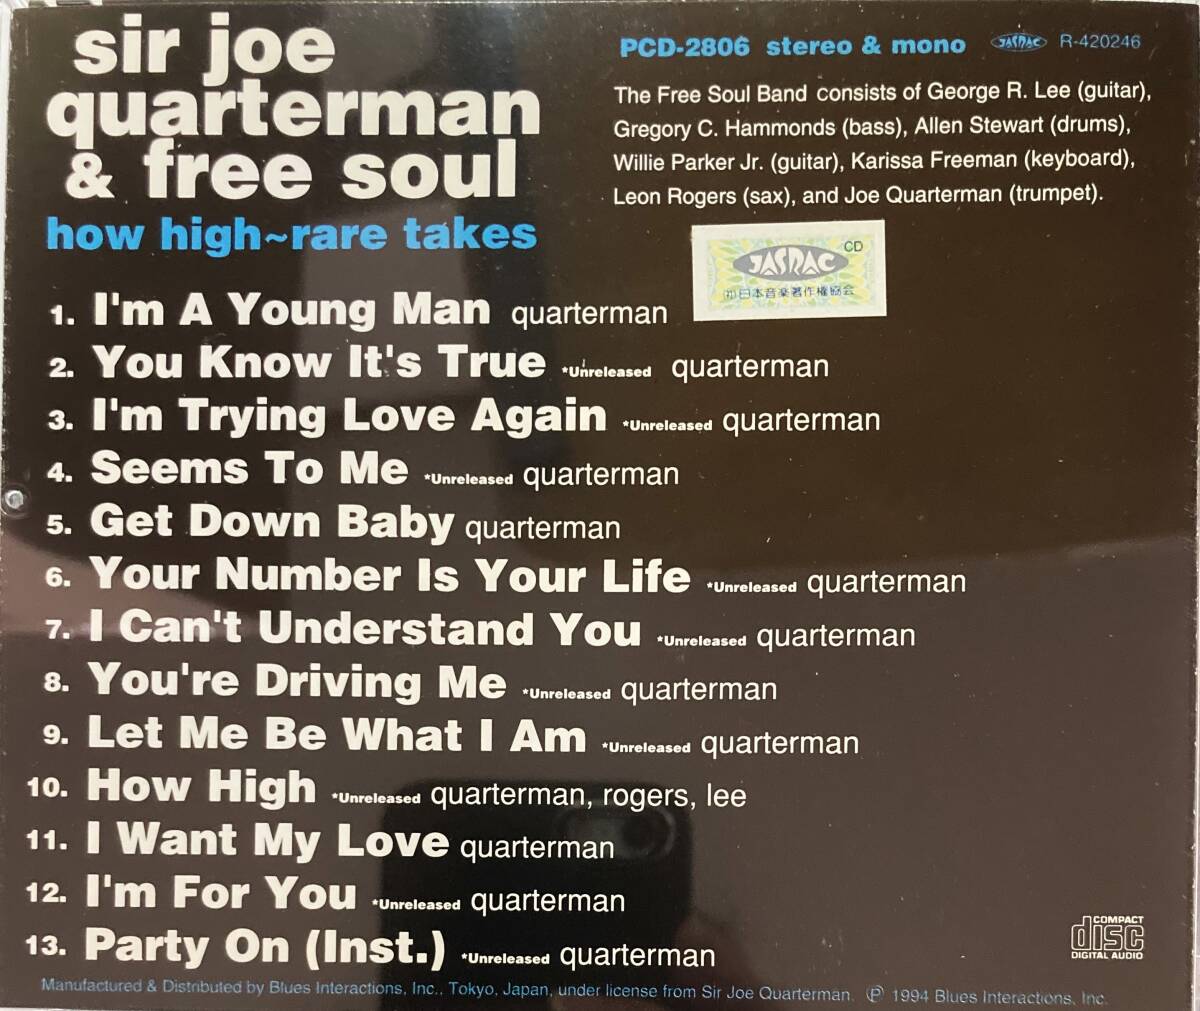 sir joe
quarterman
& free soul
how high~rare takes
PCD-2806 stereo & mono JASRAC R-420246
The Free Soul Band consists of George R. Lee (guitar),
Gregory C. Hammonds (bass), Allen Stewart (drums),
Willie Parker Jr. (guitar), Karissa Freeman (keyboard),
Leon Rogers (sax), and Joe Quarterman (trumpet).
CD
JASRAC
(社)日本音楽著作権協会
1. I'm A Young Man quarterman
2. You Know It's True *Unreleased quarterman
3. I'm Trying Love Again *Unreleased quarterman
4. Seems To Me *Unreleased quarterman
5. Get Down Baby quarterman
6. Your Number Is Your Life *Unreleased quarterman
7. I Can't Understand You *Unreleased quarterman
8. You're Driving Me *Unreleased quarterman
9. Let Me Be What I Am *Unreleased quarterman
10. How High *Unreleased quarterman, rogers, lee
11. I Want My Love quarterman
12. I'm For You *Unreleased quarterman
13. Party On (Inst.) *Unreleased quarterman
COMPACT
disc
DIGITAL AUDIO
Manufactured & Distributed by Blues Interactions, Inc., Tokyo, Japan, under license from Sir Joe Quarterman. Ⓟ 1994 Blues Interactions, Inc.